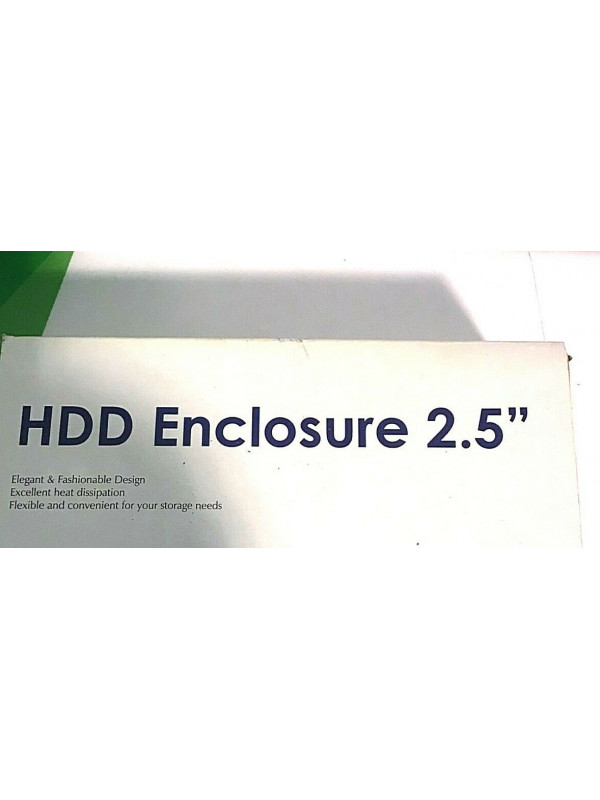 HDD Enclosure 2.5”
Elegant & Fashionable Design
Excellent heat dissipation
Flexible and convenient for your storage needs